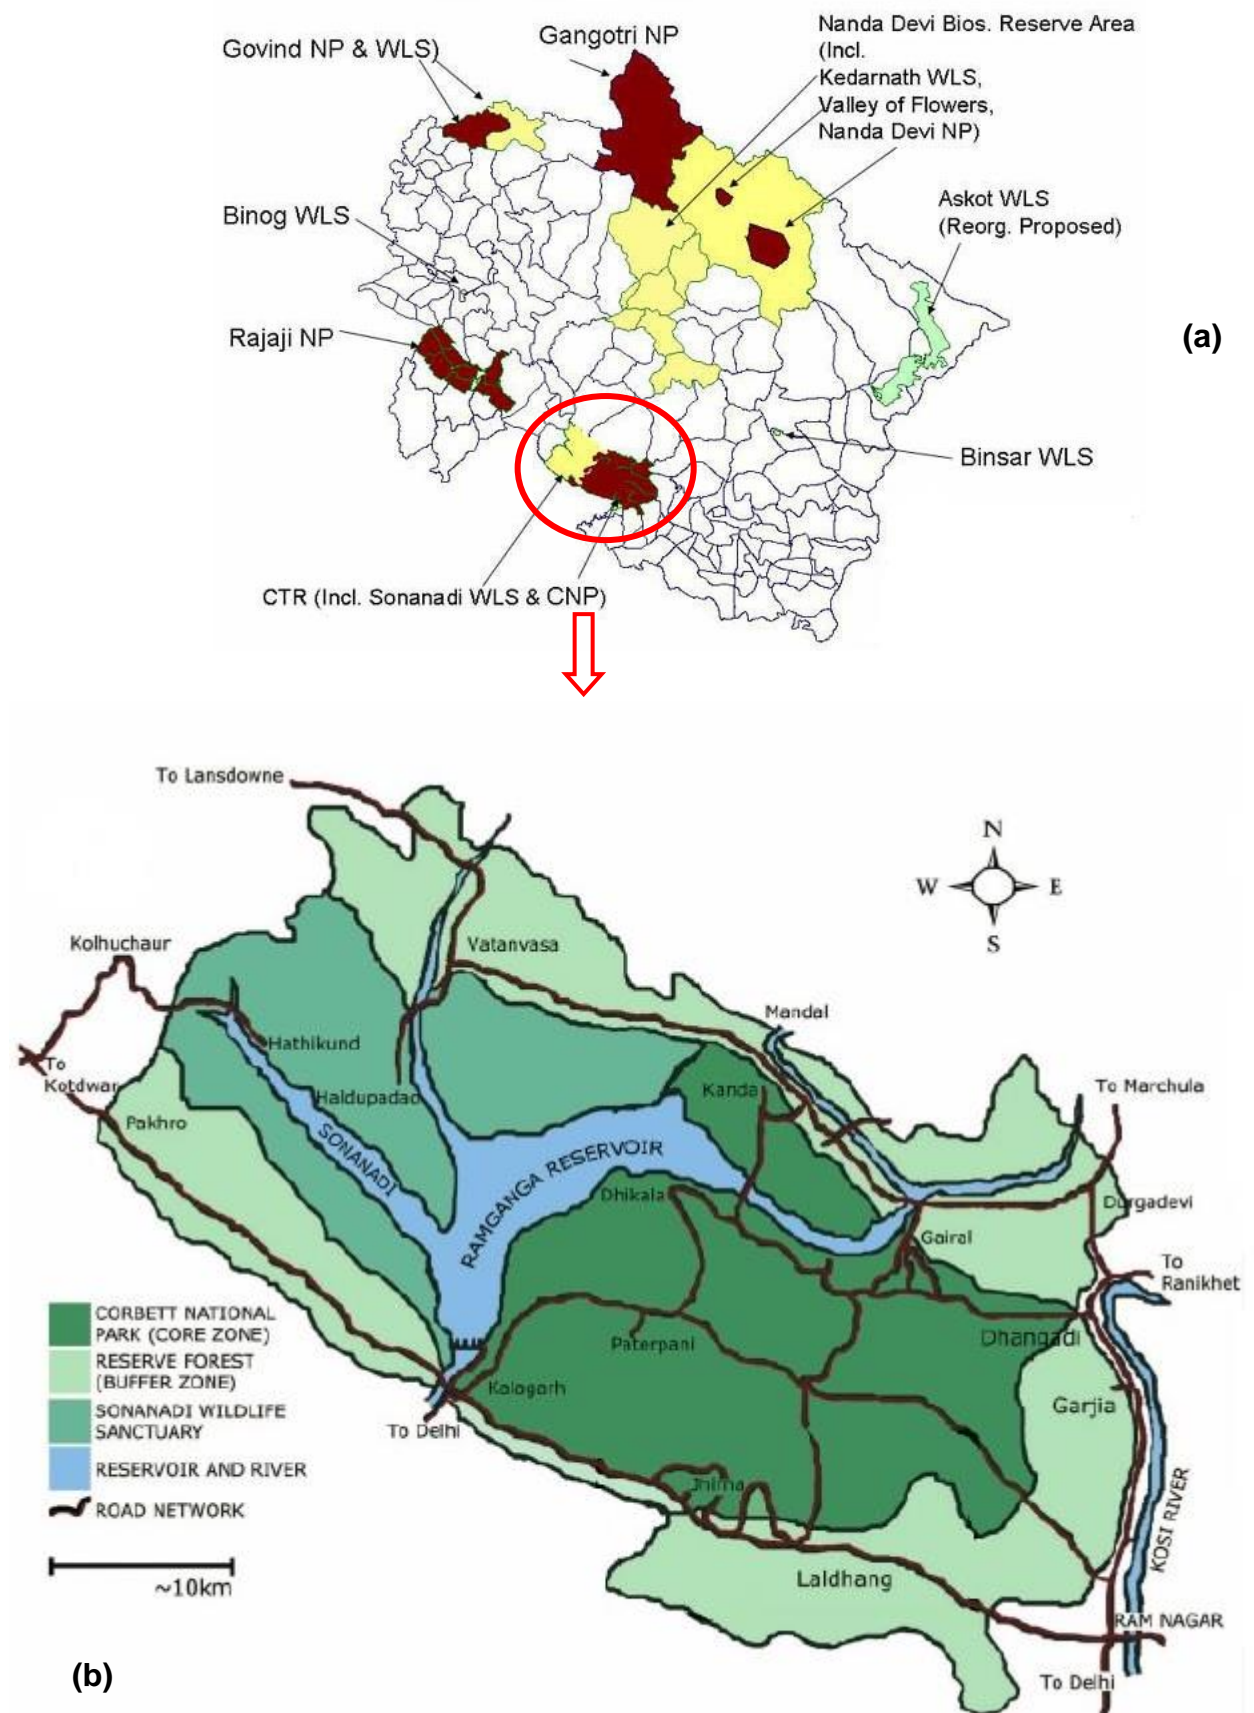 Govind NP & WLS)
Gangotri NP
Nanda Devi Bios. Reserve Area
(Incl.
Kedarnath WLS,
Valley of Flowers,
Nanda Devi NP)
Binog WLS
Askot WLS
(Reorg. Proposed)
Rajaji NP
(a)
Binsar WLS
CTR (Incl. Sonanadi WLS & CNP)
To Lansdowne
N
W
E
S
Kolhuchaur
Vatanvasa
Mandal
Hathikund
To
Kotdwar
Haldupadao
Kanda
To Marchula
Pakhro
SONANADI
RAMGANGA RESERVOIR
Dhikala
Durgadevi
Gairal
To
Ranikhet
CORBETT NATIONAL
PARK (CORE ZONE)
RESERVE FOREST
(BUFFER ZONE)
SONANADI WILDLIFE
SANCTUARY
RESERVOIR AND RIVER
ROAD NETWORK
~10km
Paterpani
Dhangadi
Kalagarh
Garjia
To Delhi
Jhirna
KOSI RIVER
Laldhang
RAM NAGAR
To Delhi
(b)